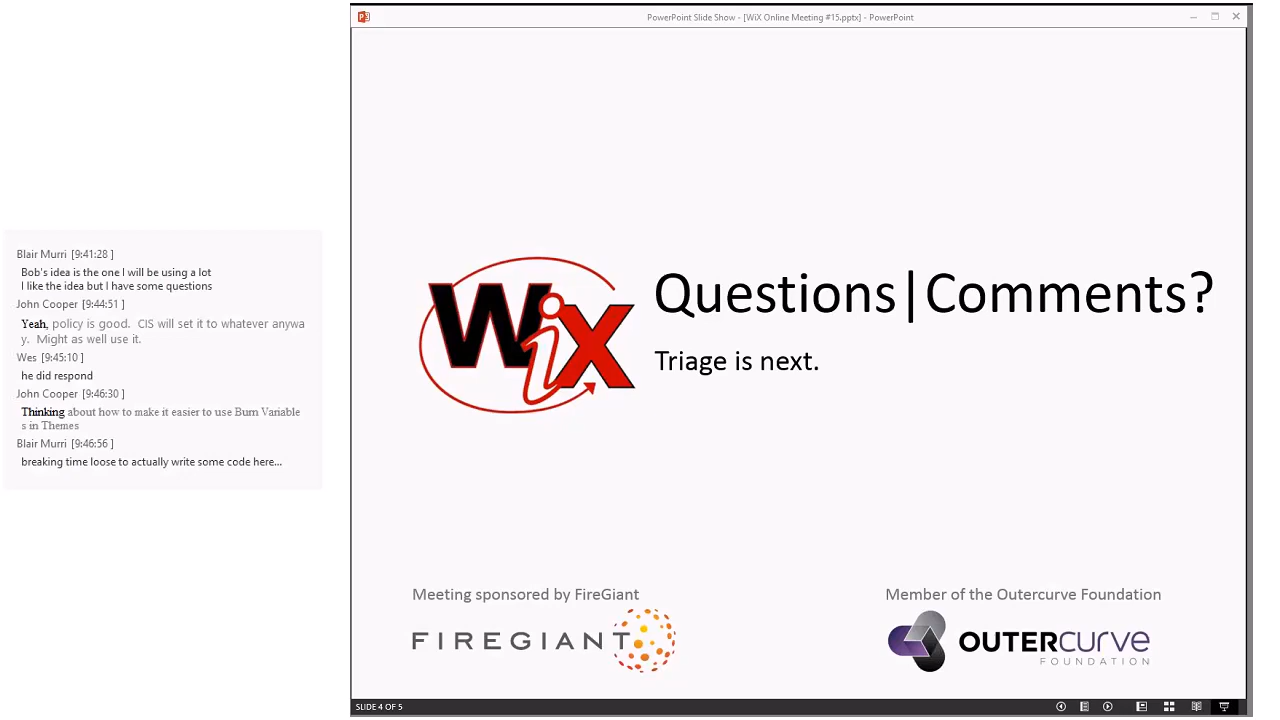 PowerPoint Slide Show - [WiX Online Meeting #15.pptx] - PowerPoint
Blair Murri [9:41:28 ]
Bob's idea is the one I will be using a lot
I like the idea but I have some questions
John Cooper [9:44:51 ]
Yeah, policy is good. CIS will set it to whatever anywa
y. Might as well use it.
Wes [9:45:10 ]
he did respond
John Cooper [9:46:30 ]
Thinking about how to make it easier to use Burn Variable
s in Themes
Blair Murri [9:46:56 ]
breaking time loose to actually write some code here...
WiX
Questions|Comments?
Triage is next.
Meeting sponsored by FireGiant
FIREGIANT
Member of the Outercurve Foundation
OUTERCURVE
FOUNDATION
SLIDE 4 OF 5